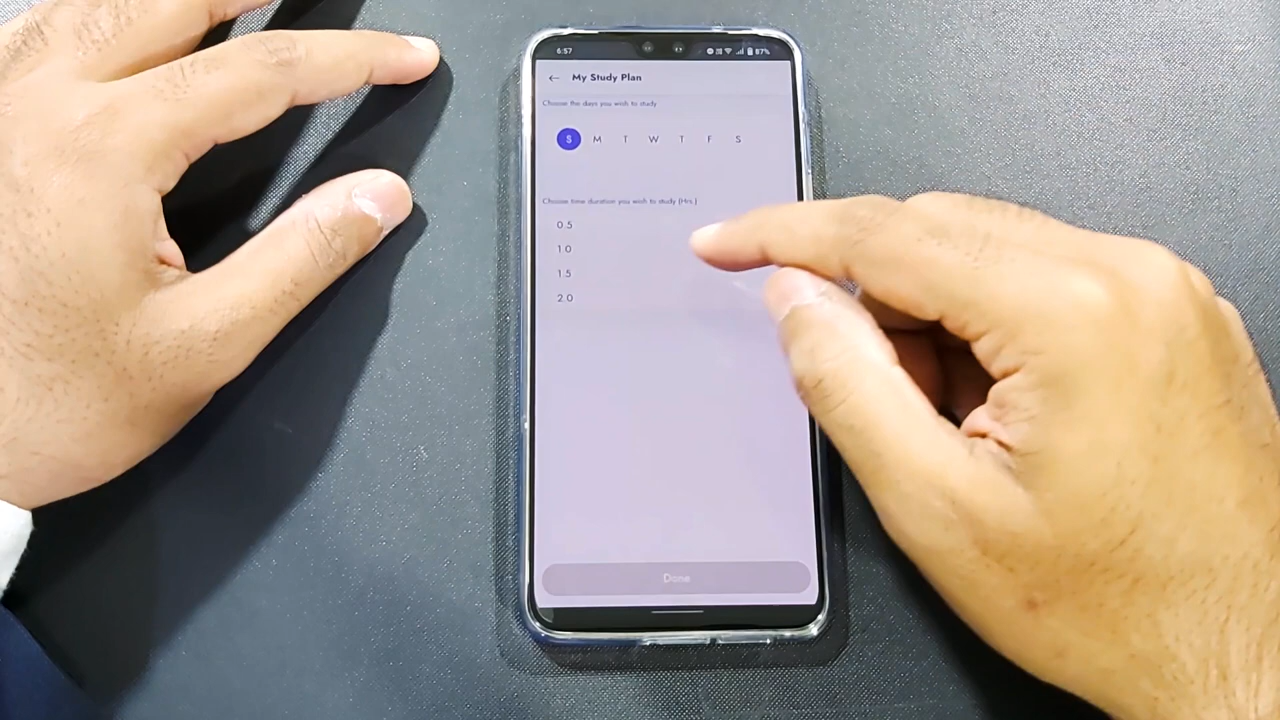 6:57 87%
← My Study Plan
Choose the days you wish to study
S M T W T F S
Choose time duration you wish to study (Hrs.)
0.5
1.0
1.5
2.0
Done